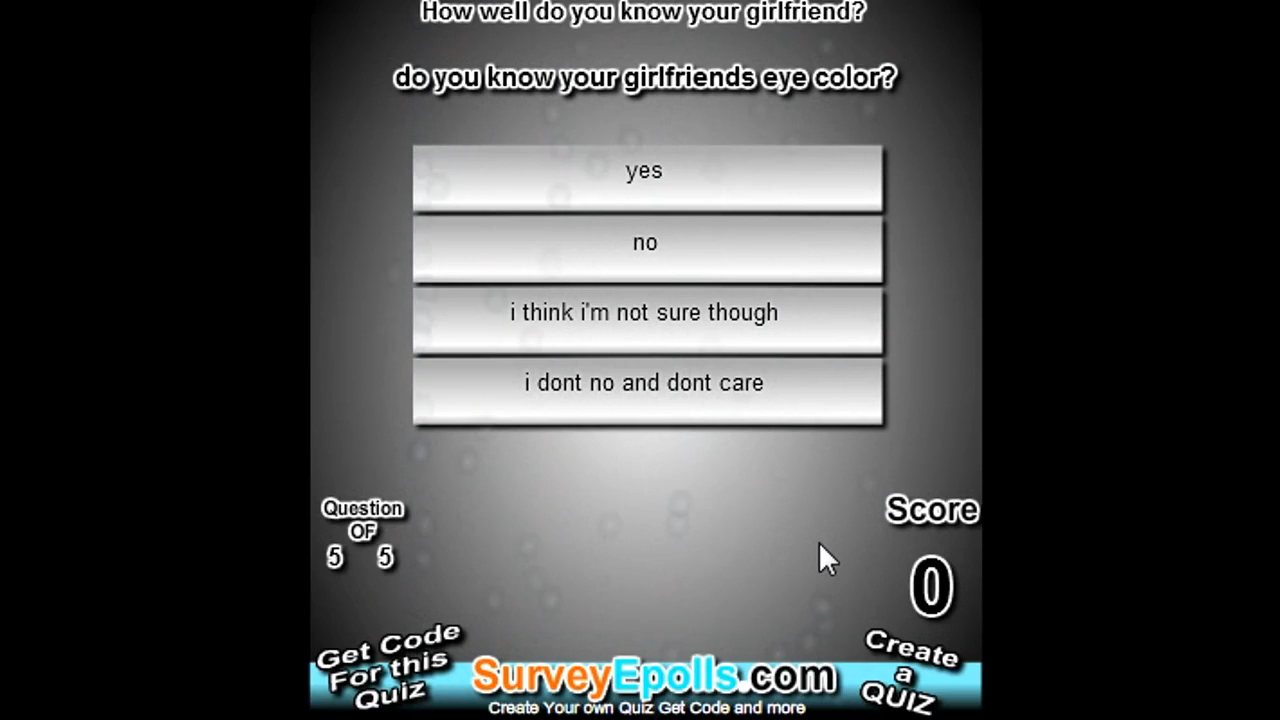 How well do you know your girlfriend?
do you know your girlfriends eye color?
yes
no
i think i'm not sure though
i dont no and dont care
Question
OF
5 5
Score
0
Get Code
For this
Quiz
SurveyEpolls.com
Create Your own Quiz Get Code and more
Create
a
QUIZ